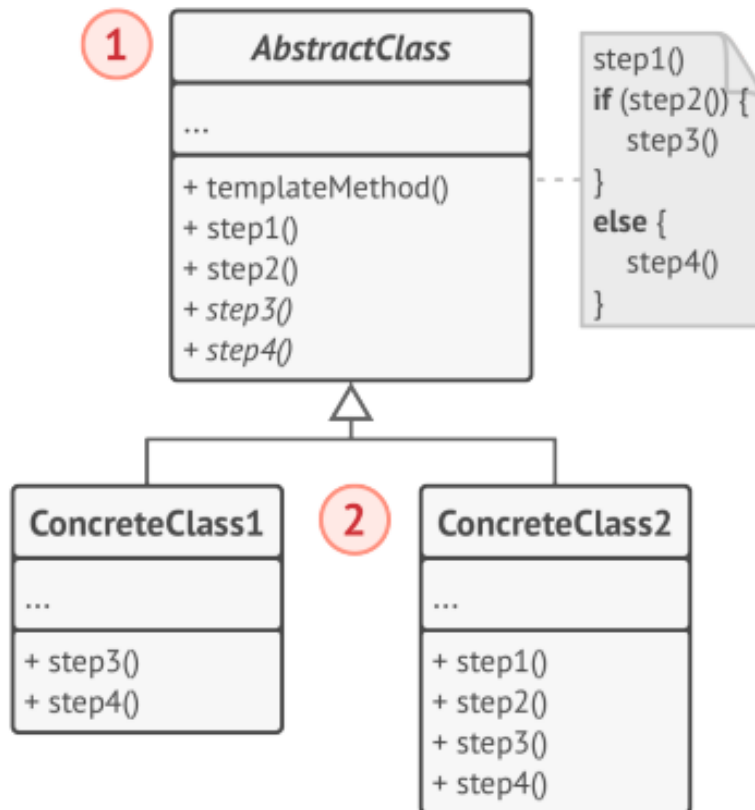 1
AbstractClass
...
+ templateMethod()
+ step1()
+ step2()
+ step3()
+ step4()
step1()
if (step2()) {
step3()
}
else {
step4()
}
ConcreteClass1
...
+ step3()
+ step4()
2
ConcreteClass2
...
+ step1()
+ step2()
+ step3()
+ step4()